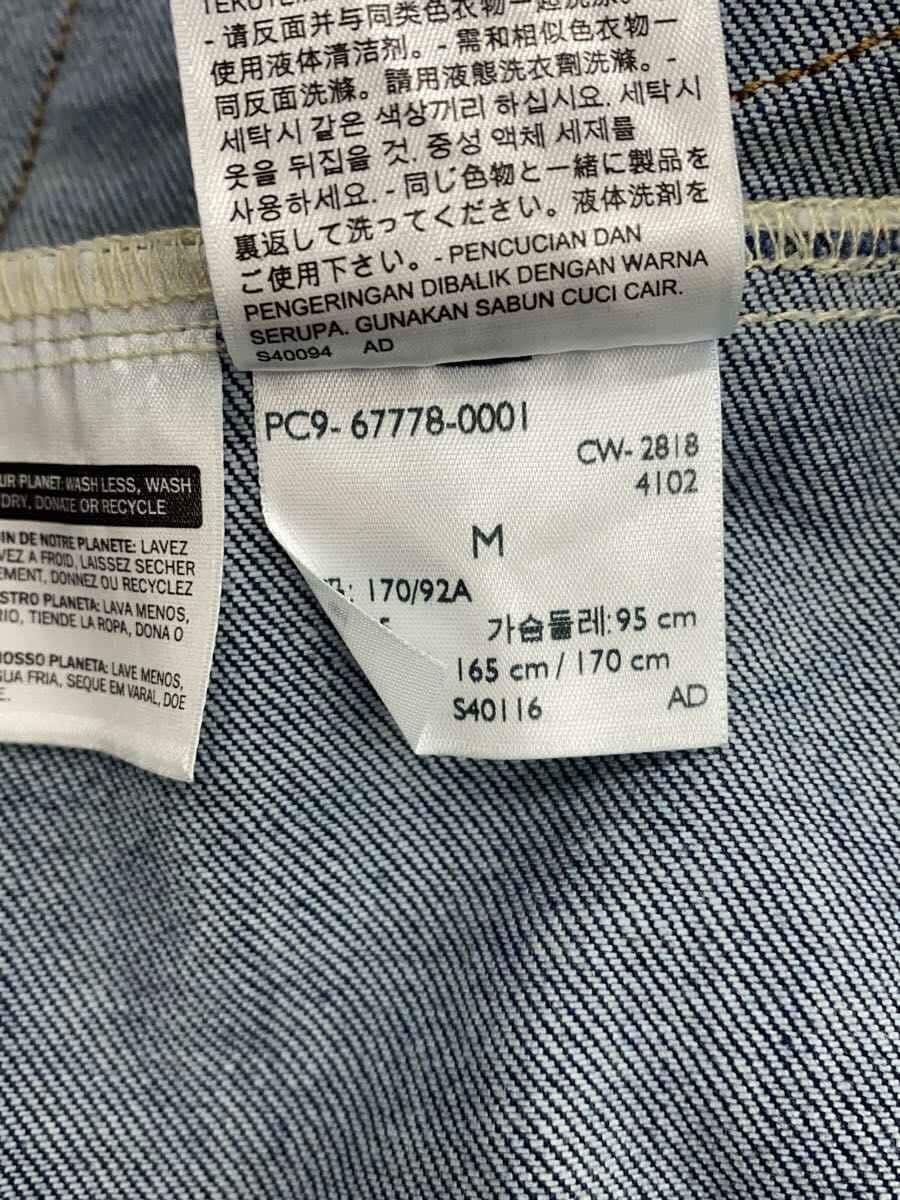 - 请反面并与同类色衣物一起洗涤。
使用液体清洁剂。- 需和相似色衣物一
同反面洗滌。請用液態洗衣劑洗滌。-
세탁시 같은 색상끼리 하십시요. 세탁시
옷을 뒤집을 것. 중성 액체 세제를
사용하세요. - 同じ色物と一緒に製品を
裏返して洗ってください。液体洗剤を
ご使用下さい。- PENCUCIAN DAN
PENGERINGAN DIBALIK DENGAN WARNA
SERUPA. GUNAKAN SABUN CUCI CAIR.
S40094 AD
PC9- 67778-0001
CW- 2818
4102
M
: 170/92A
가슴둘레: 95 cm
165 cm / 170 cm
S40116 AD
UR PLANET: WASH LESS, WASH
DRY, DONATE OR RECYCLE
IN DE NOTRE PLANETE: LAVEZ
VEZ A FROID, LAISSEZ SECHER
EMENT, DONNEZ OU RECYCLEZ
STRO PLANETA: LAVA MENOS,
RIO, TIENDE LA ROPA, DONA O
NOSSO PLANETA: LAVE MENOS,
GUA FRIA, SEQUE EM VARAL, DOE
E.